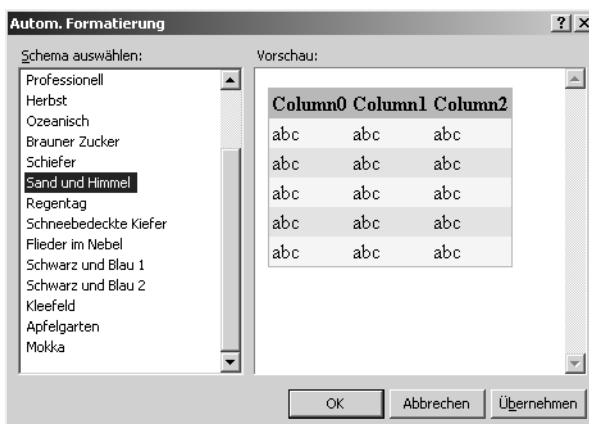 Autom. Formatierung
Schema auswählen:
Professionell
Herbst
Ozeanisch
Brauner Zucker
Schiefer
Sand und Himmel
Regentag
Schneebedeckte Kiefer
Flieder im Nebel
Schwarz und Blau 1
Schwarz und Blau 2
Kleefeld
Apfelgarten
Mokka
Vorschau:
Column0 Column1 Column2
abc abc abc
abc abc abc
abc abc abc
abc abc abc
abc abc abc
OK Abbrechen Übernehmen